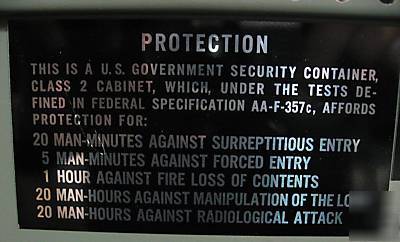 PROTECTION
THIS IS A U.S. GOVERNMENT SECURITY CONTAINER,
CLASS 2 CABINET, WHICH, UNDER THE TESTS DE-
FINED IN FEDERAL SPECIFICATION AA-F-357c, AFFORDS
PROTECTION FOR:
20 MAN-MINUTES AGAINST SURREPTITIOUS ENTRY
5 MAN-MINUTES AGAINST FORCED ENTRY
1 HOUR AGAINST FIRE LOSS OF CONTENTS
20 MAN-HOURS AGAINST MANIPULATION OF THE
20 MAN-HOURS AGAINST RADIOLOGICAL ATTACK